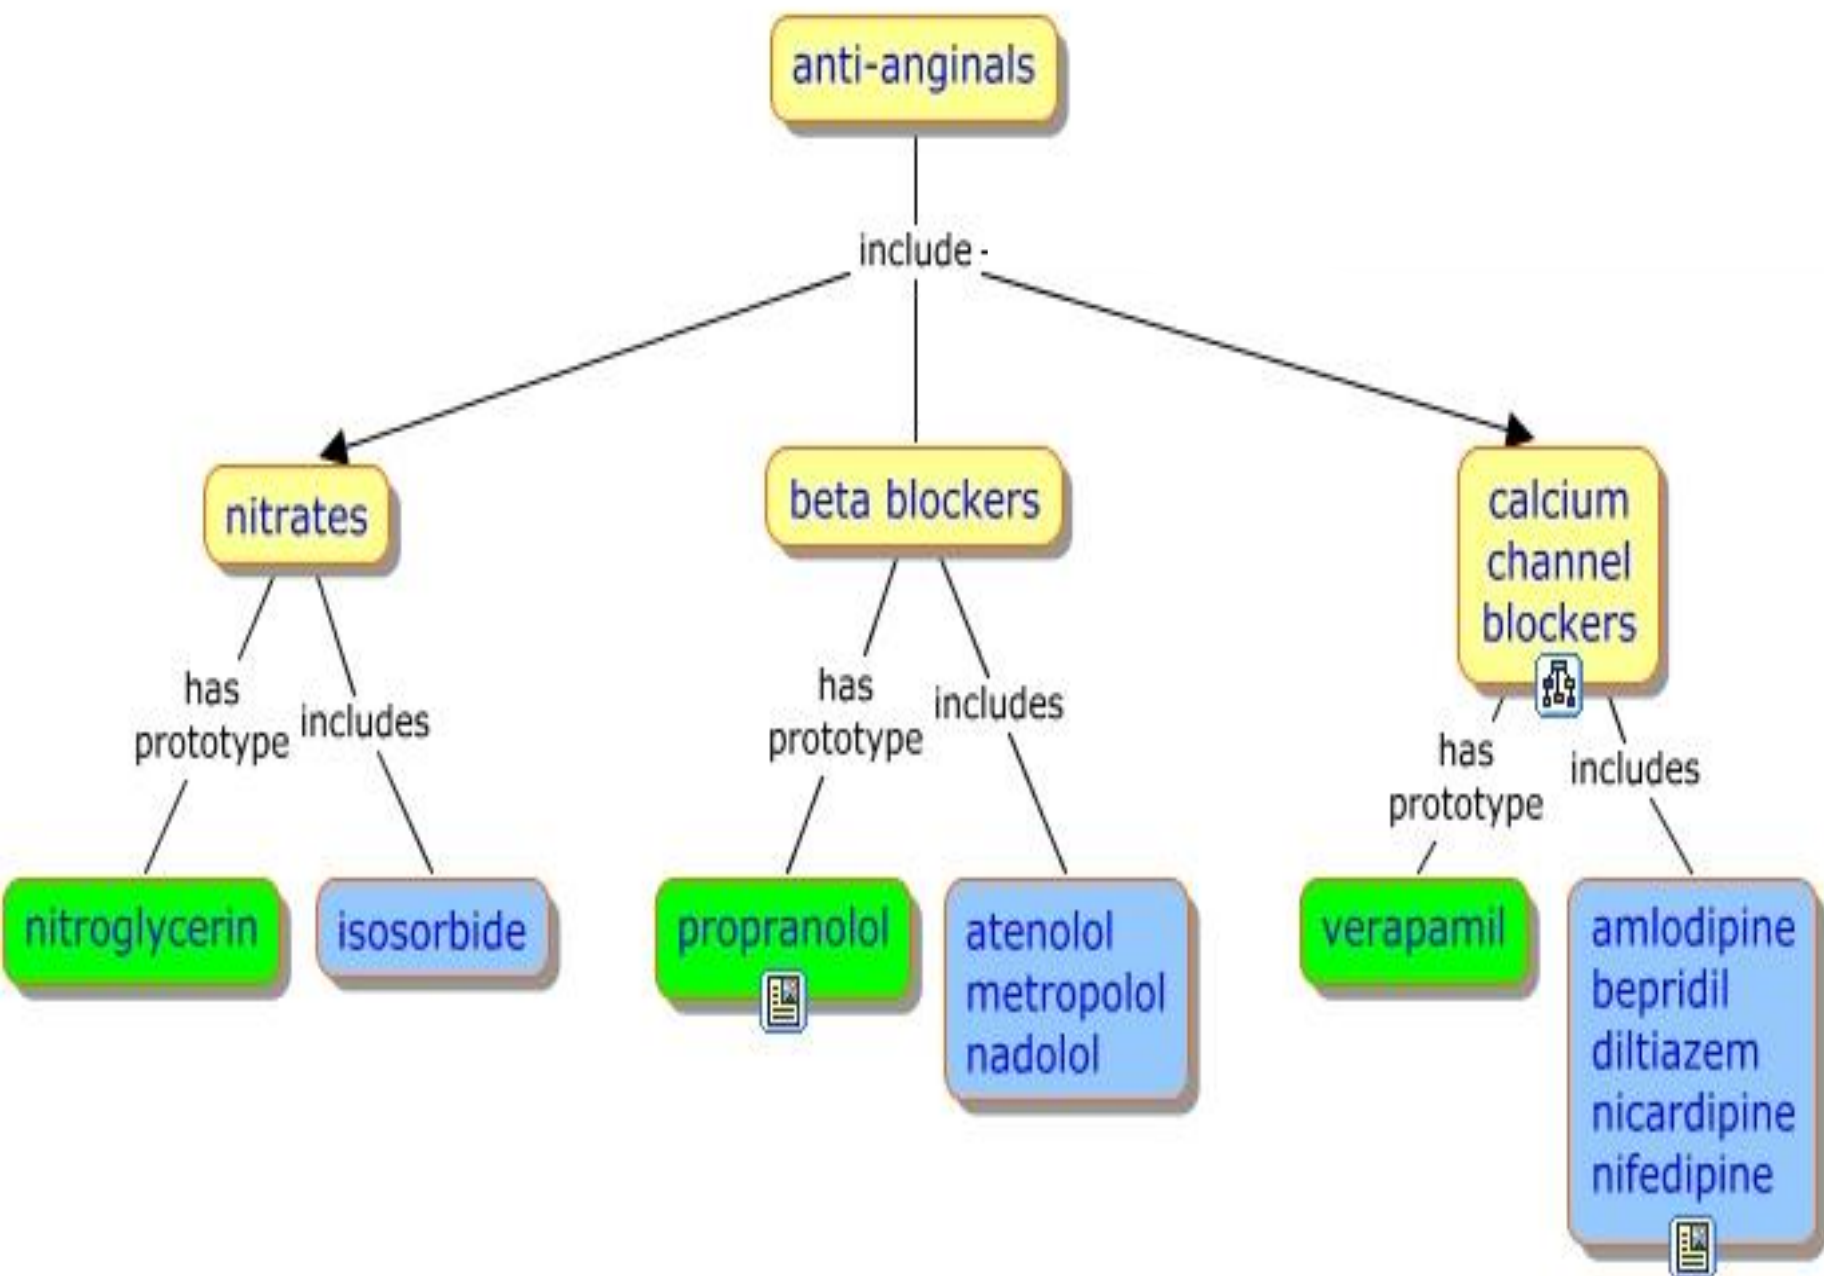 anti-anginals
include -
nitrates
beta blockers
calcium
channel
blockers
has
prototype
includes
has
prototype
includes
has
prototype
includes
nitroglycerin
isosorbide
propranolol
atenolol
metropolol
nadolol
verapamil
amlodipine
bepridil
diltiazem
nicardipine
nifedipine